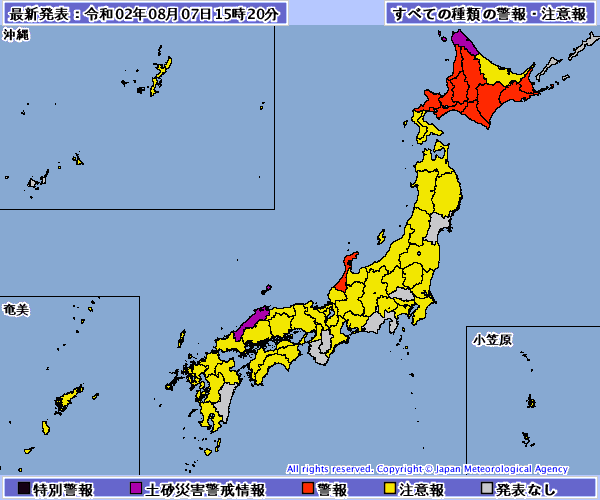 最新発表：令和02年08月07日15時20分
すべての種類の警報・注意報
沖縄
奄美
小笠原
All rights reserved. Copyright © Japan Meteorological Agency
特別警報
土砂災害警戒情報
警報
注意報
発表なし